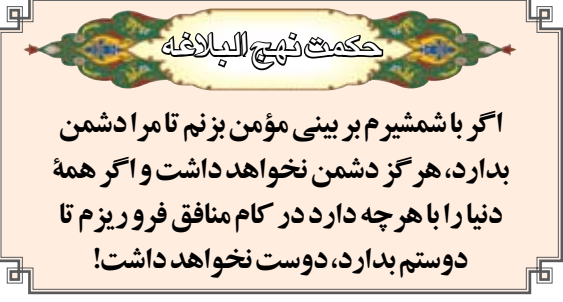 حکمت نهج البلاغه
اگر با شمشیرم بر بینی مؤمن بزنم تا مرا دشمن
بدارد، هرگز دشمن نخواهد داشت و اگر همهٔ
دنیا را با هر چه دارد در کام منافق فرو ریزم تا
دوستم بدارد، دوست نخواهد داشت!